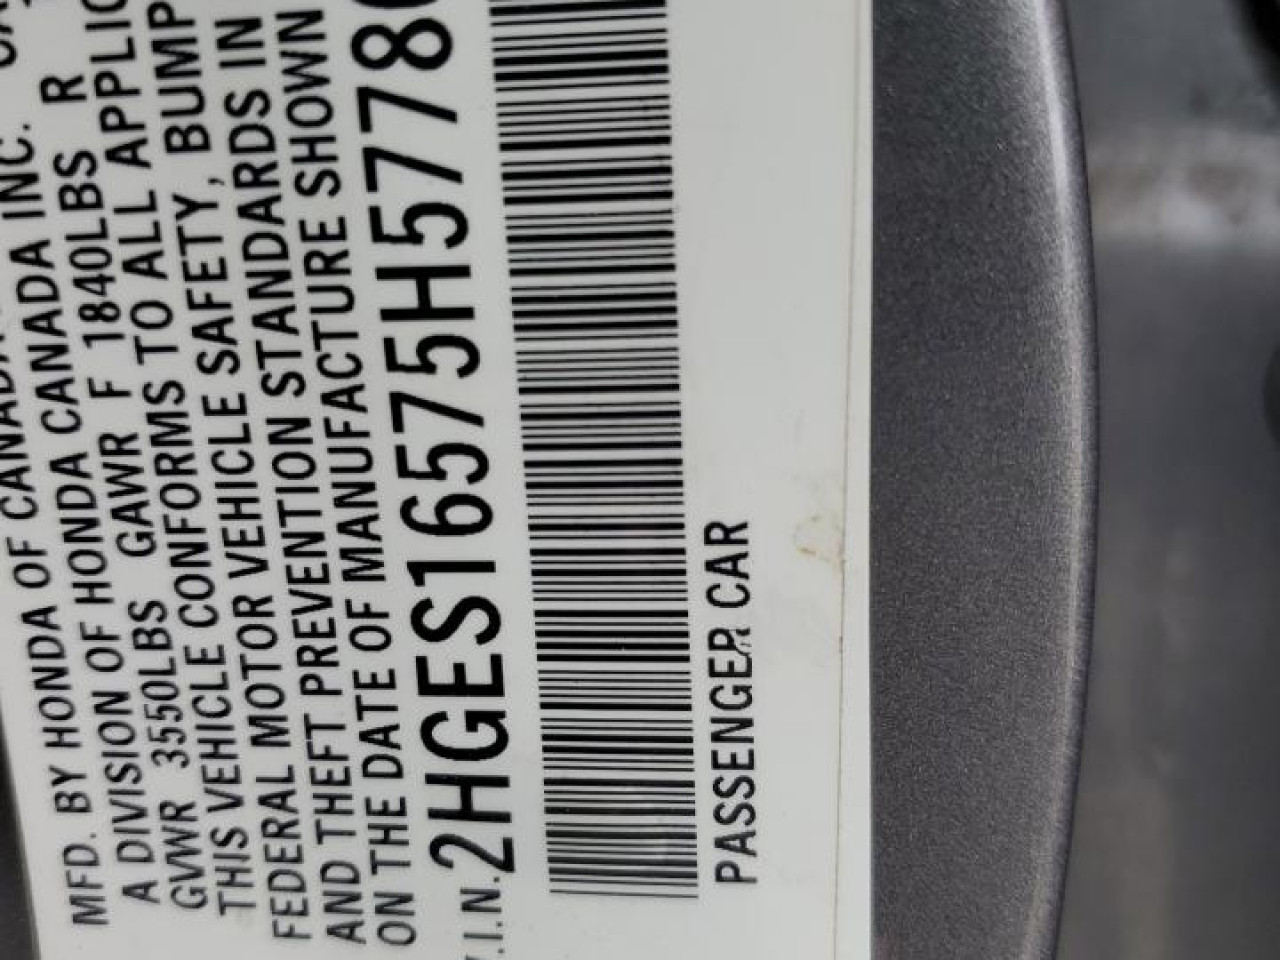 MFD. BY HONDA OF CANADA
A DIVISION OF HONDA CANADA INC.
GVWR 3550LBS GAWR F 1840LBS R
THIS VEHICLE CONFORMS TO ALL APPLIC
FEDERAL MOTOR VEHICLE SAFETY, BUMP
AND THEFT PREVENTION STANDARDS IN
ON THE DATE OF MANUFACTURE SHOWN
V.I.N. 2HGES16575H5778
PASSENGER CAR